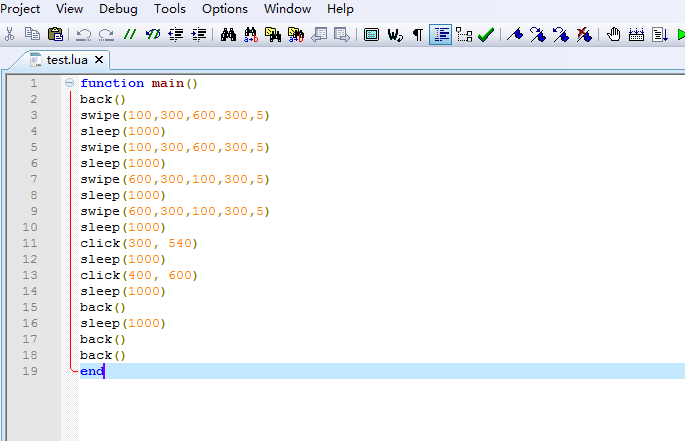 Project View Debug Tools Options Window Help
test.lua
1 function main()
2 back()
3 swipe(100,300,600,300,5)
4 sleep(1000)
5 swipe(100,300,600,300,5)
6 sleep(1000)
7 swipe(600,300,100,300,5)
8 sleep(1000)
9 swipe(600,300,100,300,5)
10 sleep(1000)
11 click(300, 540)
12 sleep(1000)
13 click(400, 600)
14 sleep(1000)
15 back()
16 sleep(1000)
17 back()
18 back()
19 end